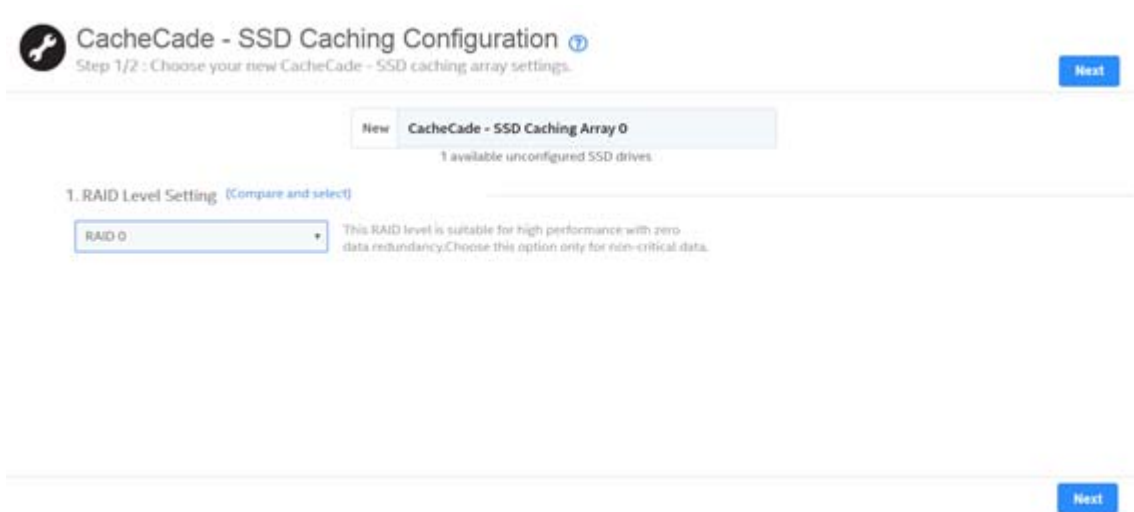 CacheCade - SSD Caching Configuration ?
Step 1/2 : Choose your new CacheCade - SSD caching array settings.
Next
New CacheCade - SSD Caching Array 0
1 available unconfigured SSD drives
1. RAID Level Setting [Compare and select]
RAID 0
This RAID level is suitable for high performance with zero
data redundancy.Choose this option only for non-critical data.
Next